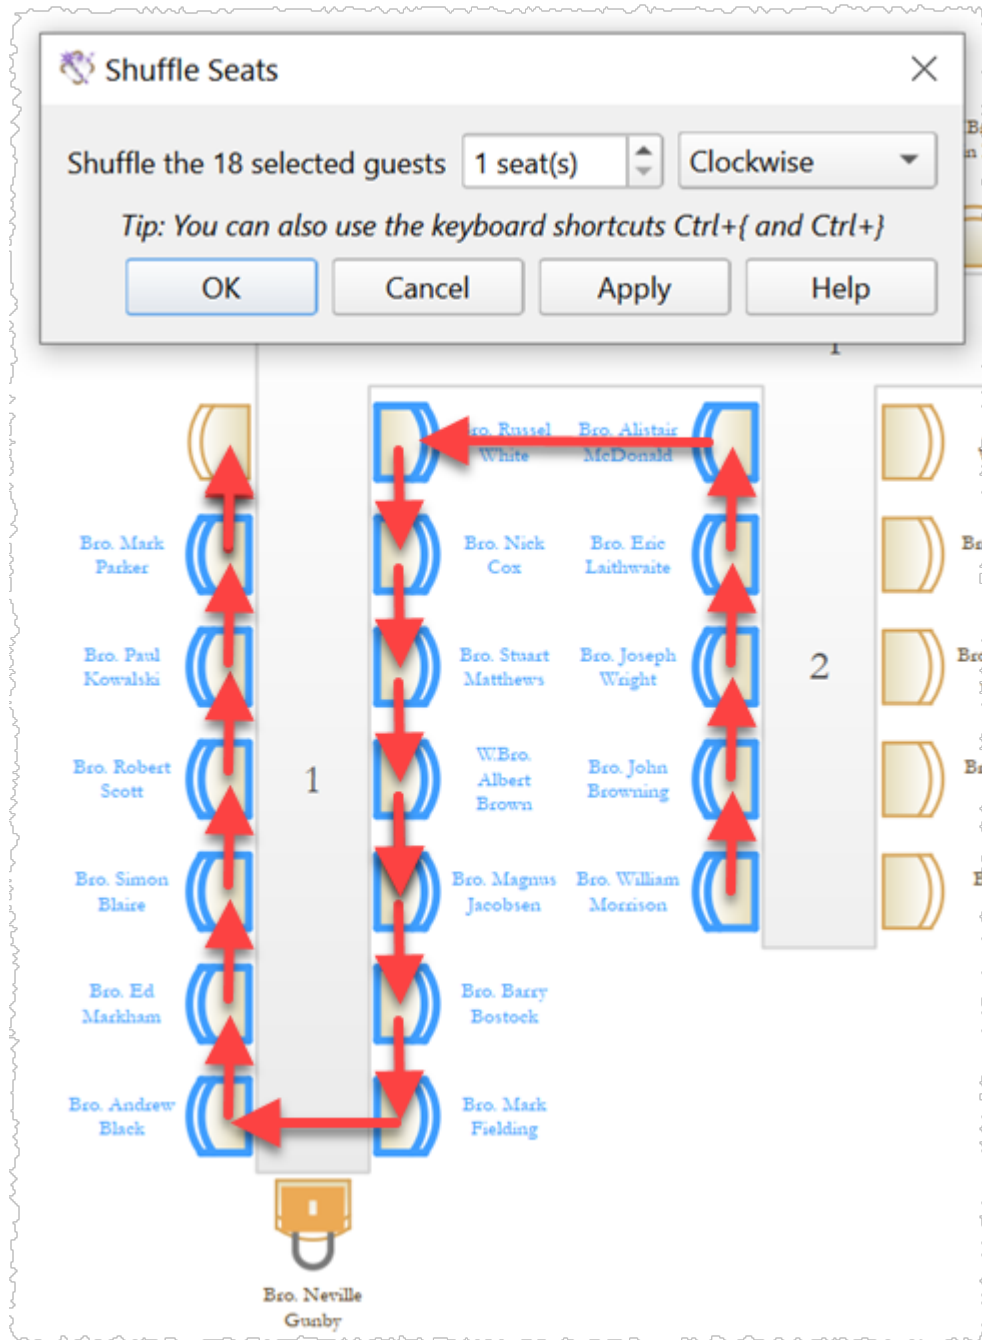 Shuffle Seats
Shuffle the 18 selected guests 1 seat(s) Clockwise
Tip: You can also use the keyboard shortcuts Ctrl+{ and Ctrl+}
OK Cancel Apply Help
Bro. Russel
White
Bro. Alistair
McDonald
Bro. Mark
Parker
Bro. Nick
Cox
Bro. Eric
Laithwaite
Bro. Paul
Kowalski
Bro. Stuart
Matthews
Bro. Joseph
Wright
2
Bro. Robert
Scott
1
W.Bro.
Albert
Brown
Bro. John
Browning
Bro. Simon
Blaire
Bro. Magnus
Jacobsen
Bro. William
Morrison
Bro. Ed
Markham
Bro. Barry
Bostock
Bro. Andrew
Black
Bro. Mark
Fielding
Bro. Neville
Gunby